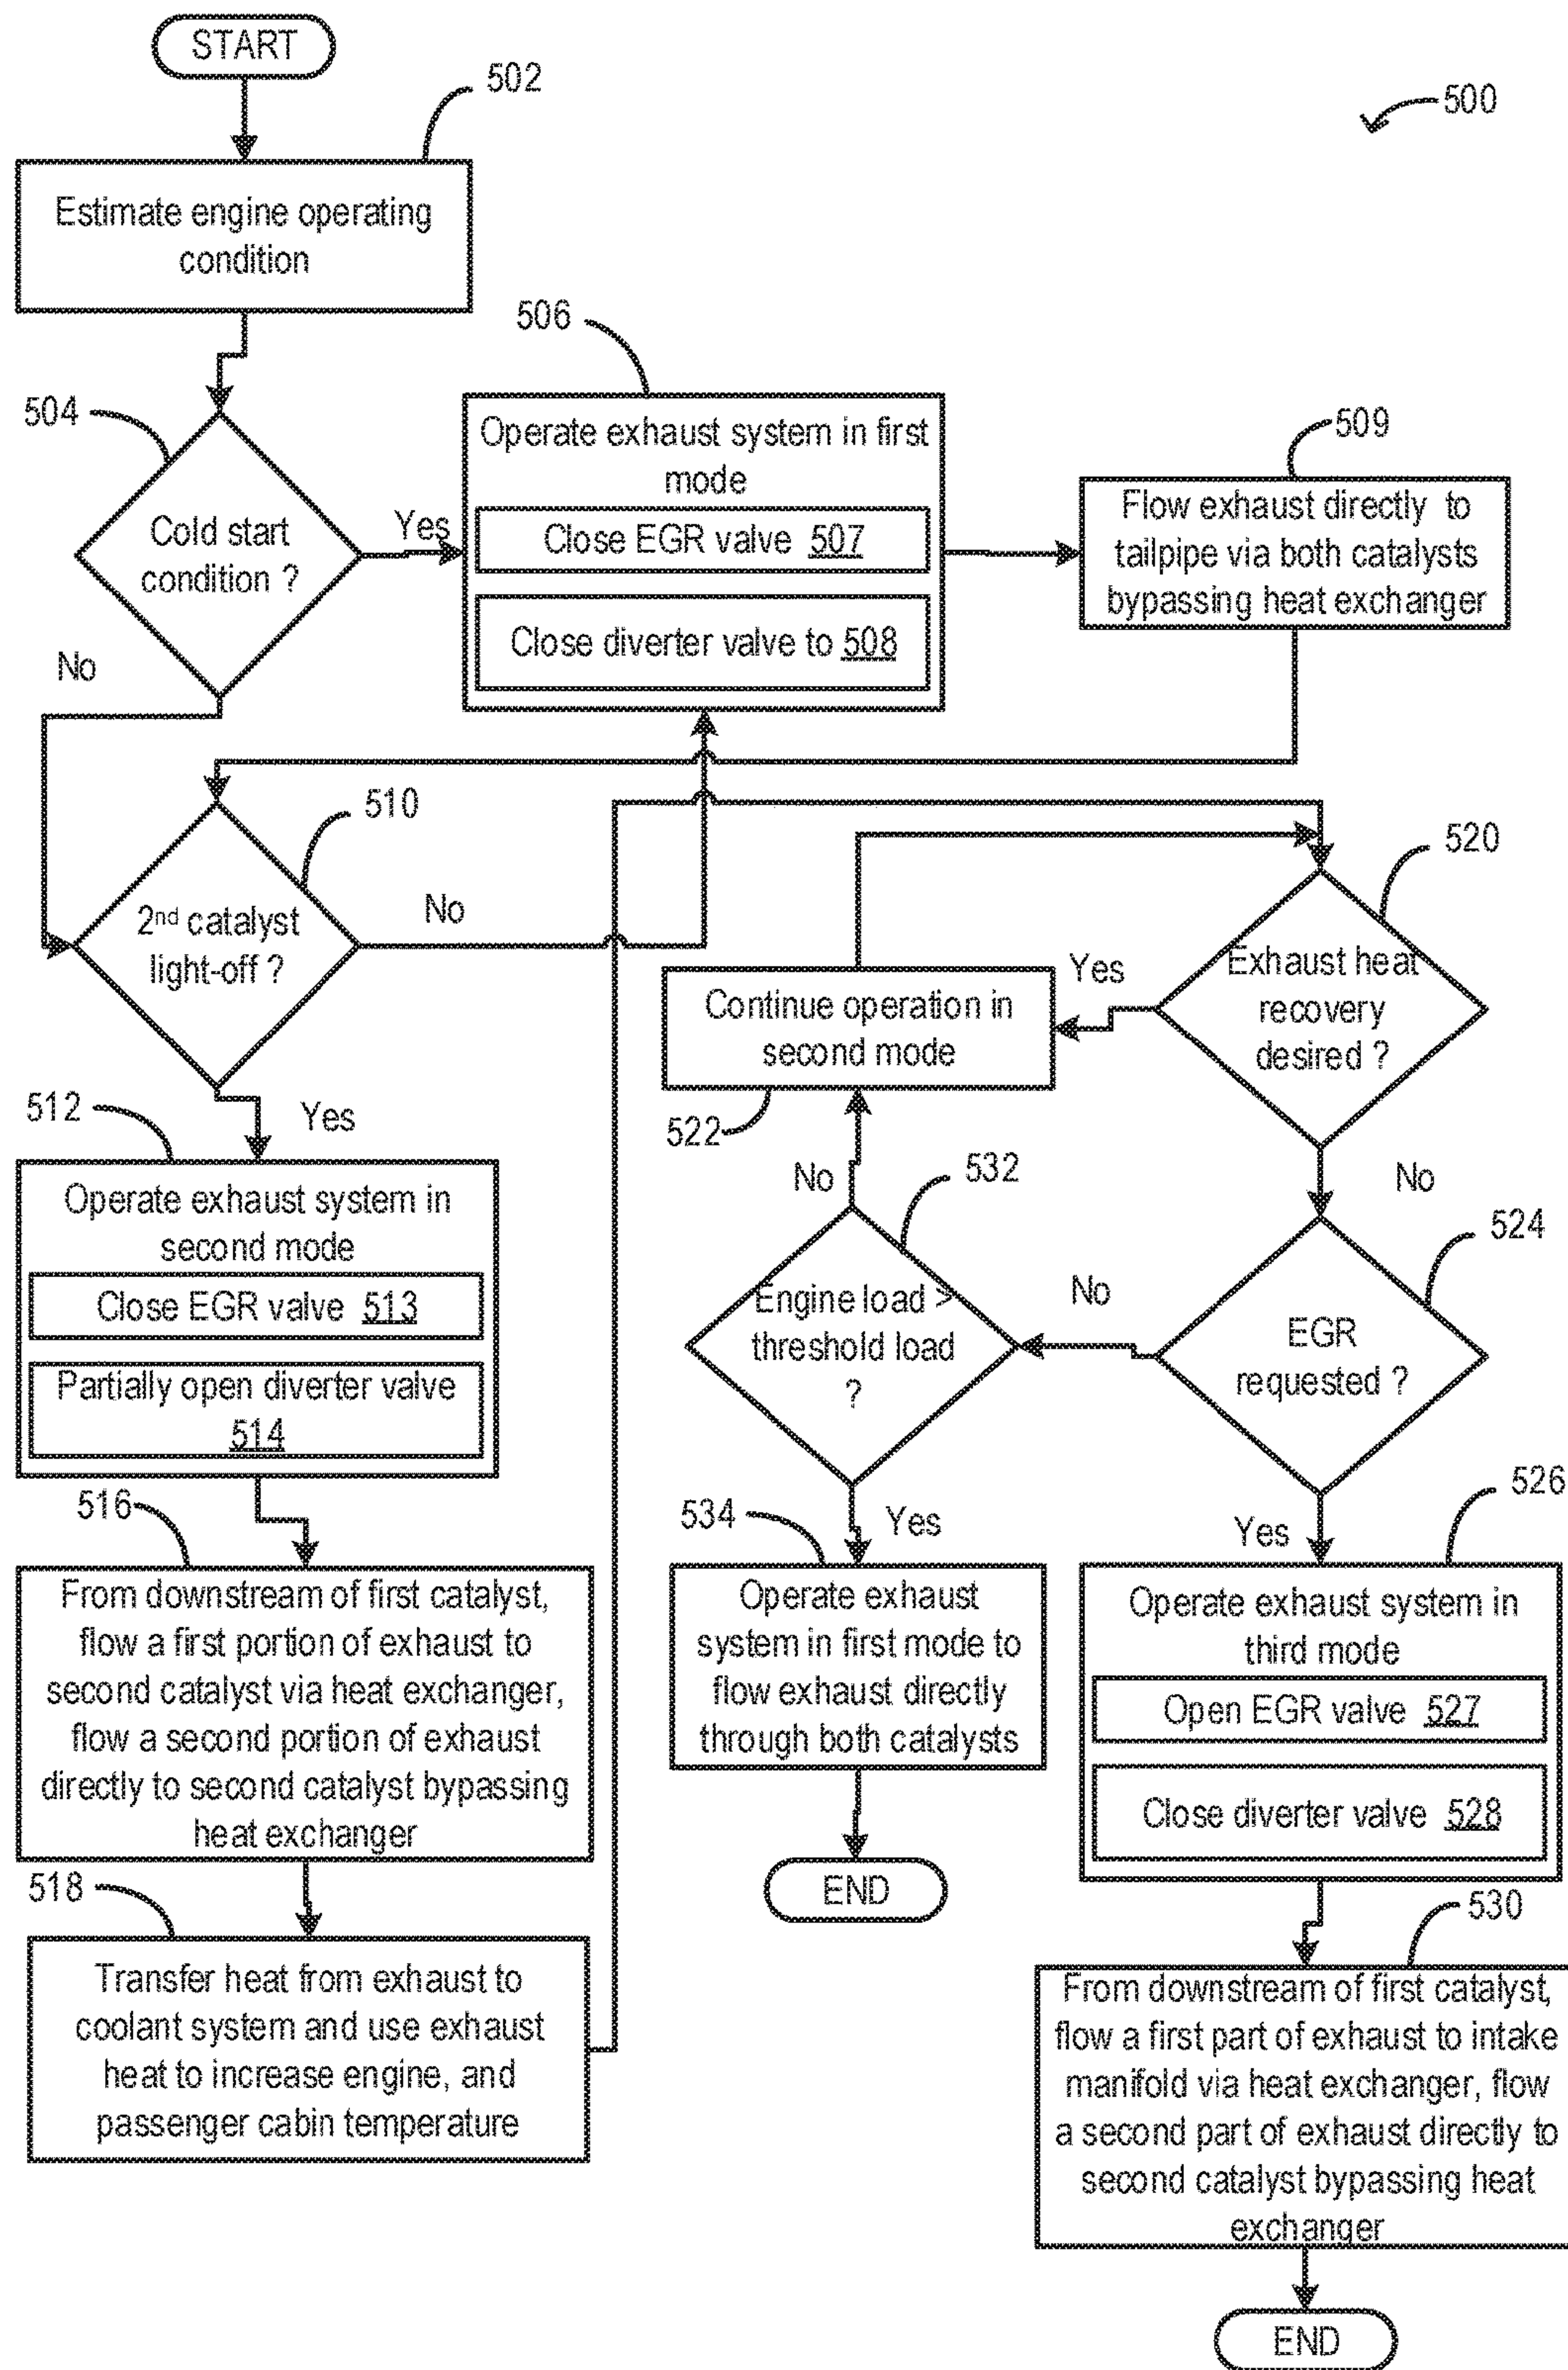 START
502
500
Estimate engine operating
condition
506
504
Operate exhaust system in first
mode
509
Cold start
condition ?
Yes
Close EGR valve 507
Flow exhaust directly to
tailpipe via both catalysts
bypassing heat exchanger
Close diverter valve to 508
No
510
520
2nd catalyst
light-off ?
No
Exhaust heat
recovery
desired ?
Yes
Continue operation in
second mode
522
512
Yes
No
532
No
524
Operate exhaust system in
second mode
Close EGR valve 513
Partially open diverter valve
514
Engine load >
threshold load
?
No
EGR
requested ?
516
534
Yes
Yes
526
From downstream of first catalyst,
flow a first portion of exhaust to
second catalyst via heat exchanger,
flow a second portion of exhaust
directly to second catalyst bypassing
heat exchanger
Operate exhaust
system in first mode to
flow exhaust directly
through both catalysts
Operate exhaust system in
third mode
Open EGR valve 527
Close diverter valve 528
518
END
530
Transfer heat from exhaust to
coolant system and use exhaust
heat to increase engine, and
passenger cabin temperature
From downstream of first catalyst,
flow a first part of exhaust to intake
manifold via heat exchanger, flow
a second part of exhaust directly to
second catalyst bypassing heat
exchanger
END